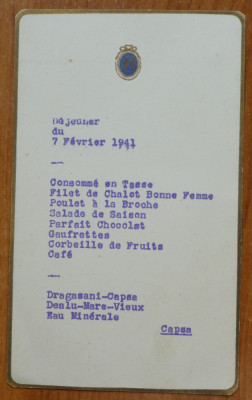 Déjeuner
du
7 Février 1941
—
Consommé en Tasse
Filet de Chalet Bonne Femme
Poulet à la Broche
Salade de Saison
Parfait Chocolat
Gaufrettes
Corbeille de Fruits
Café
—
Dragasani-Capsa
Dealu-Mare-Vieux
Eau Minérale
Capsa